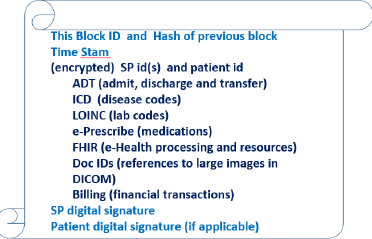 This Block ID and Hash of previous block
Time Stam
(encrypted) SP id(s) and patient id
ADT (admit, discharge and transfer)
ICD (disease codes)
LOINC (lab codes)
e-Prescribe (medications)
FHIR (e-Health processing and resources)
Doc IDs (references to large images in
DICOM)
Billing (financial transactions)
SP digital signature
Patient digital signature (if applicable)